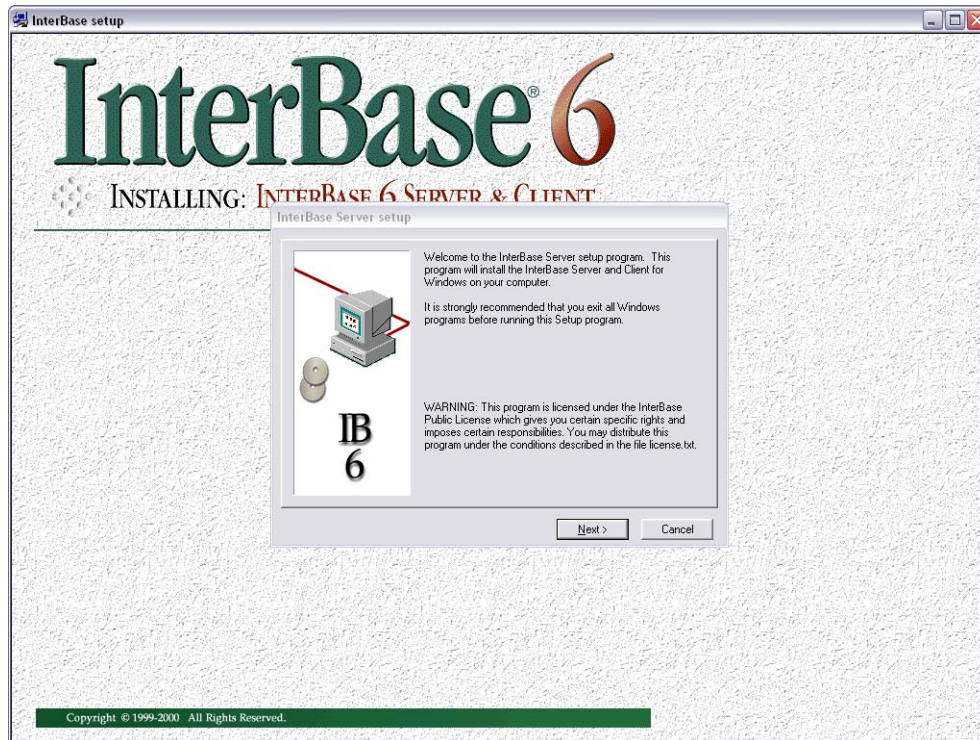 InterBase setup
InterBase® 6
INSTALLING: INTERBASE 6 SERVER & CLIENT
InterBase Server setup
Welcome to the InterBase Server setup program. This
program will install the InterBase Server and Client for
Windows on your computer.
It is strongly recommended that you exit all Windows
programs before running this Setup program.
WARNING: This program is licensed under the InterBase
Public License which gives you certain specific rights and
imposes certain responsibilities. You may distribute this
program under the conditions described in the file license.txt.
IB
6
Next >
Cancel
Copyright © 1999-2000 All Rights Reserved.